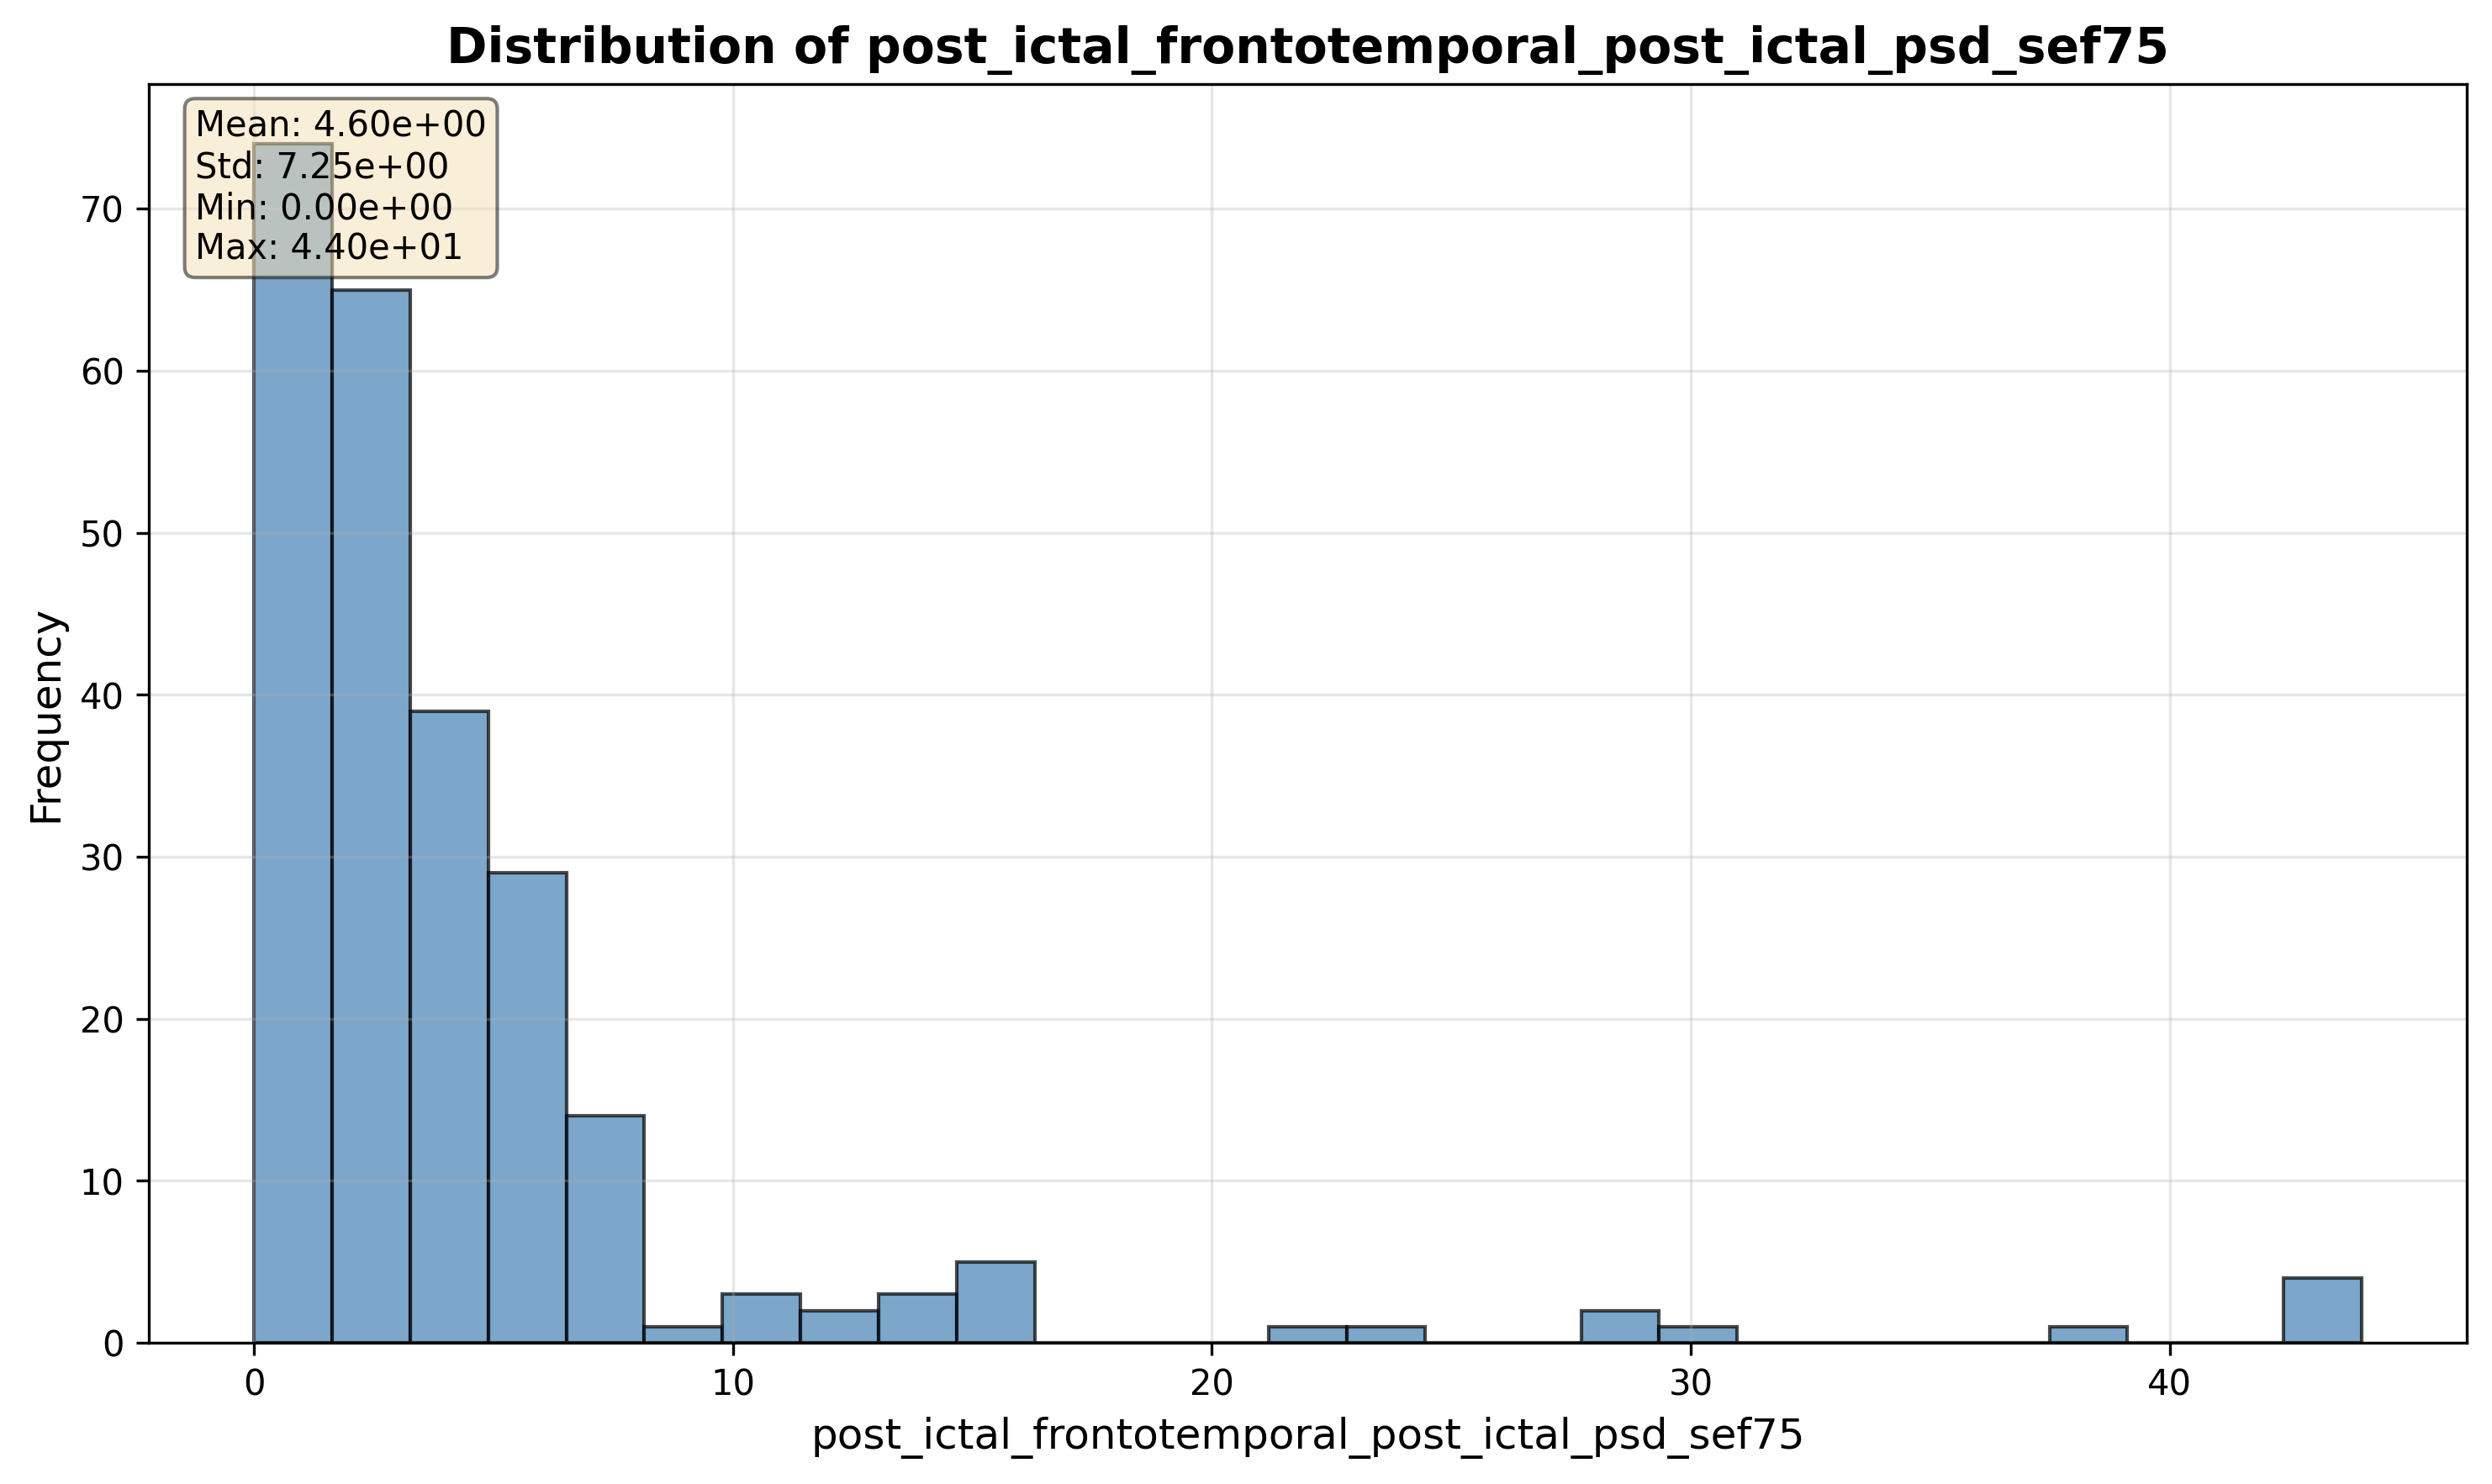 Distribution of post_ictal_frontotemporal_post_ictal_psd_sef75
Mean: 4.60e+00
Std: 7.25e+00
Min: 0.00e+00
Max: 4.40e+01
Frequency
70
60
50
40
30
20
10
0
0 10 20 30 40
post_ictal_frontotemporal_post_ictal_psd_sef75